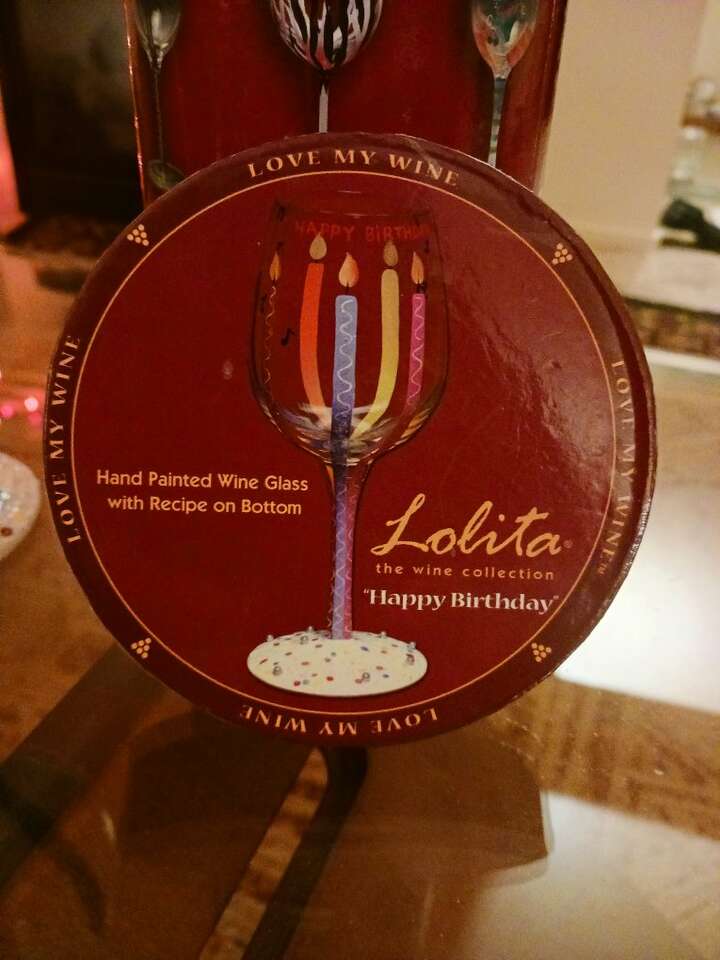 LOVE MY WINE
HAPPY BIRTHDAY
LOVE MY WINE
LOVE MY WINE™
Hand Painted Wine Glass
with Recipe on Bottom
Lolita®
the wine collection
"Happy Birthday"
LOVE MY WINE